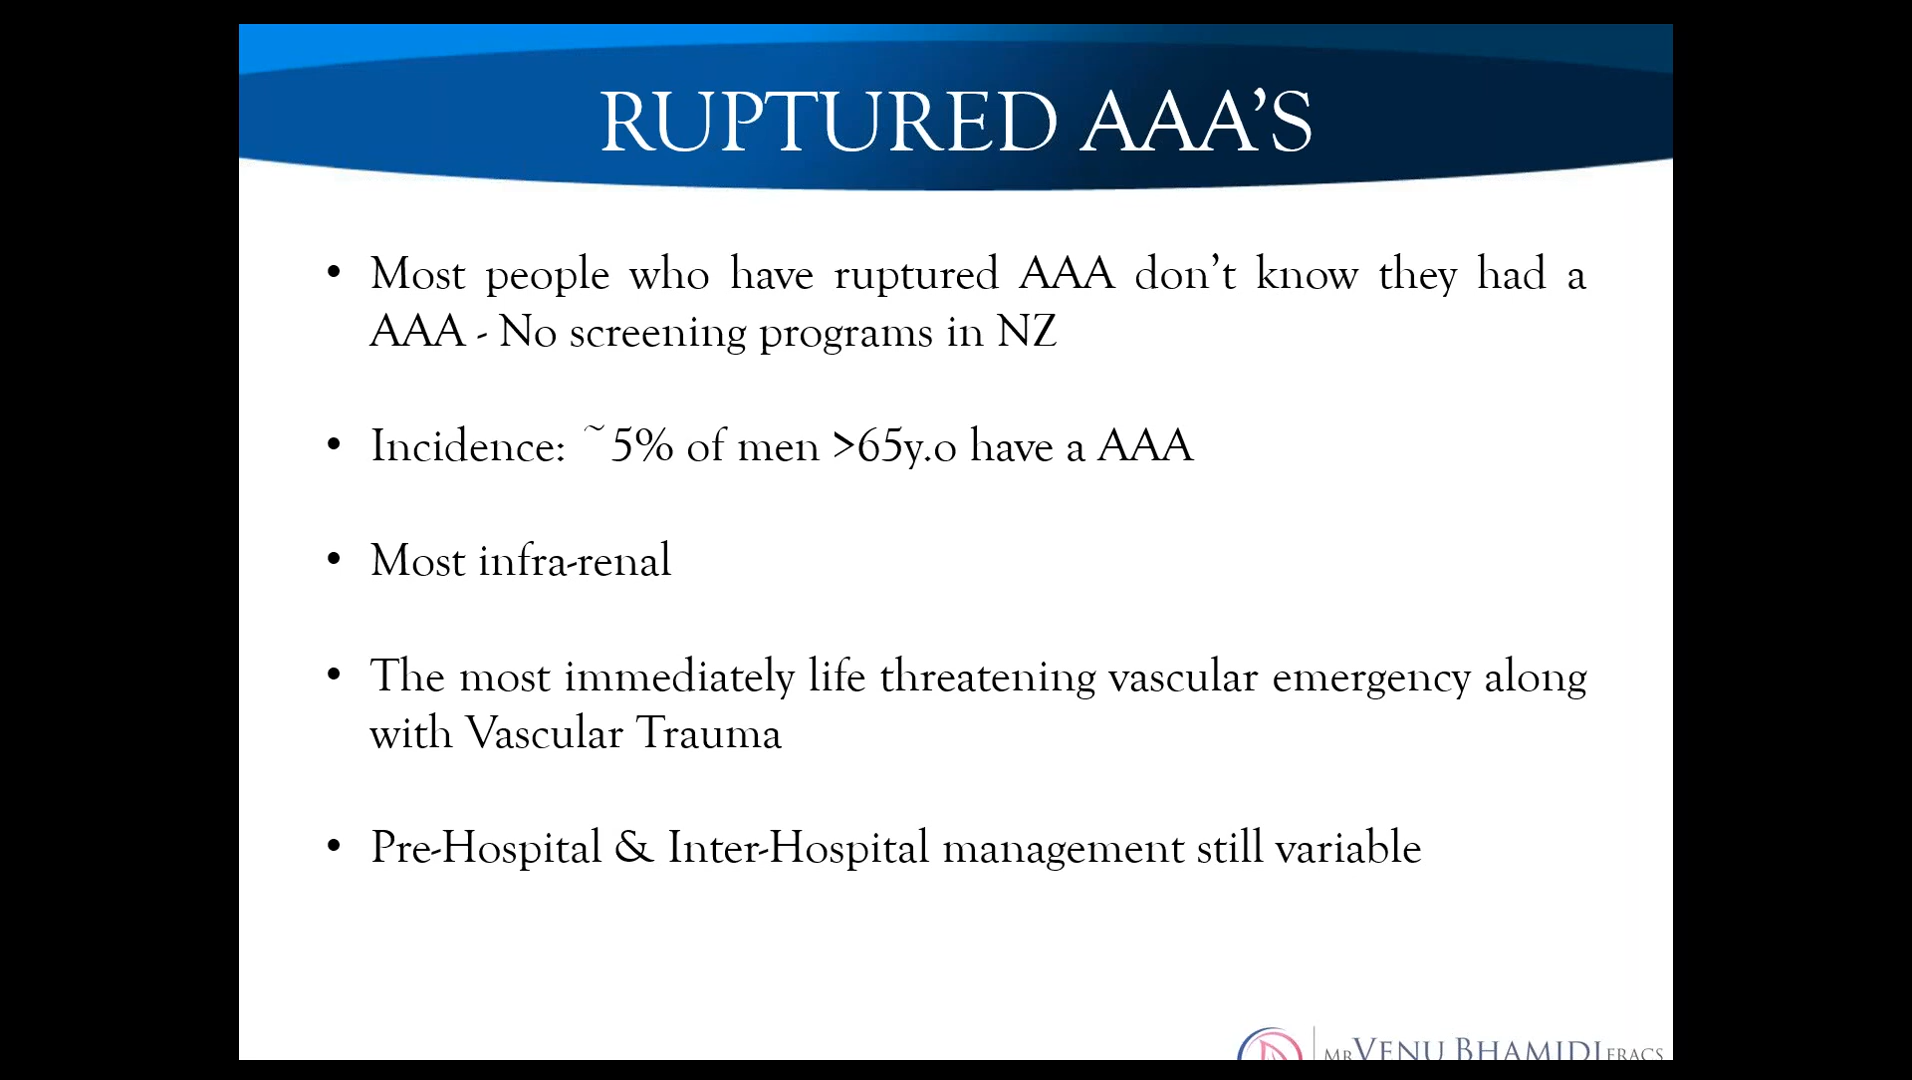 RUPTURED AAA’S
• Most people who have ruptured AAA don’t know they had a
AAA - No screening programs in NZ
• Incidence: ~5% of men >65y.o have a AAA
• Most infra-renal
• The most immediately life threatening vascular emergency along
with Vascular Trauma
• Pre-Hospital & Inter-Hospital management still variable
MR VENU BHAMIDI FRACS